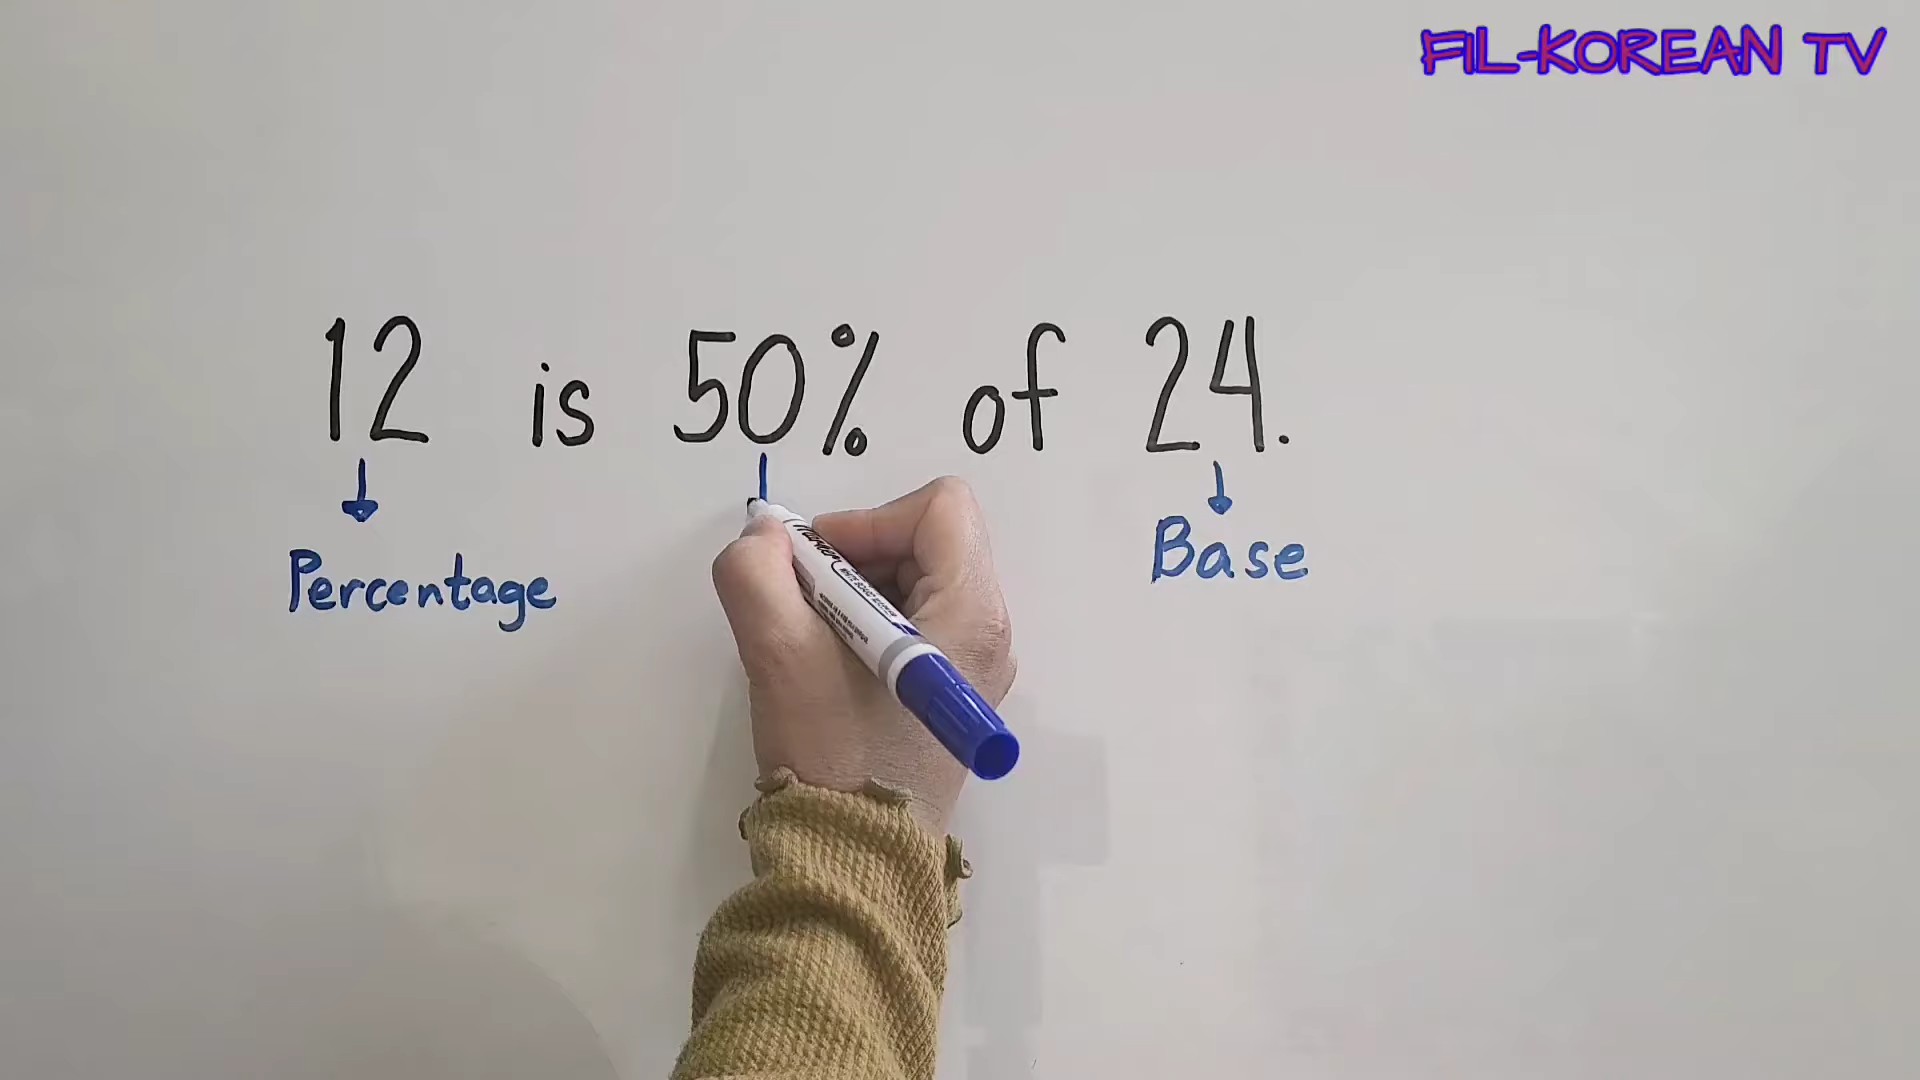 FIL-KOREAN TV
12 is 50% of 24.
Percentage
Base